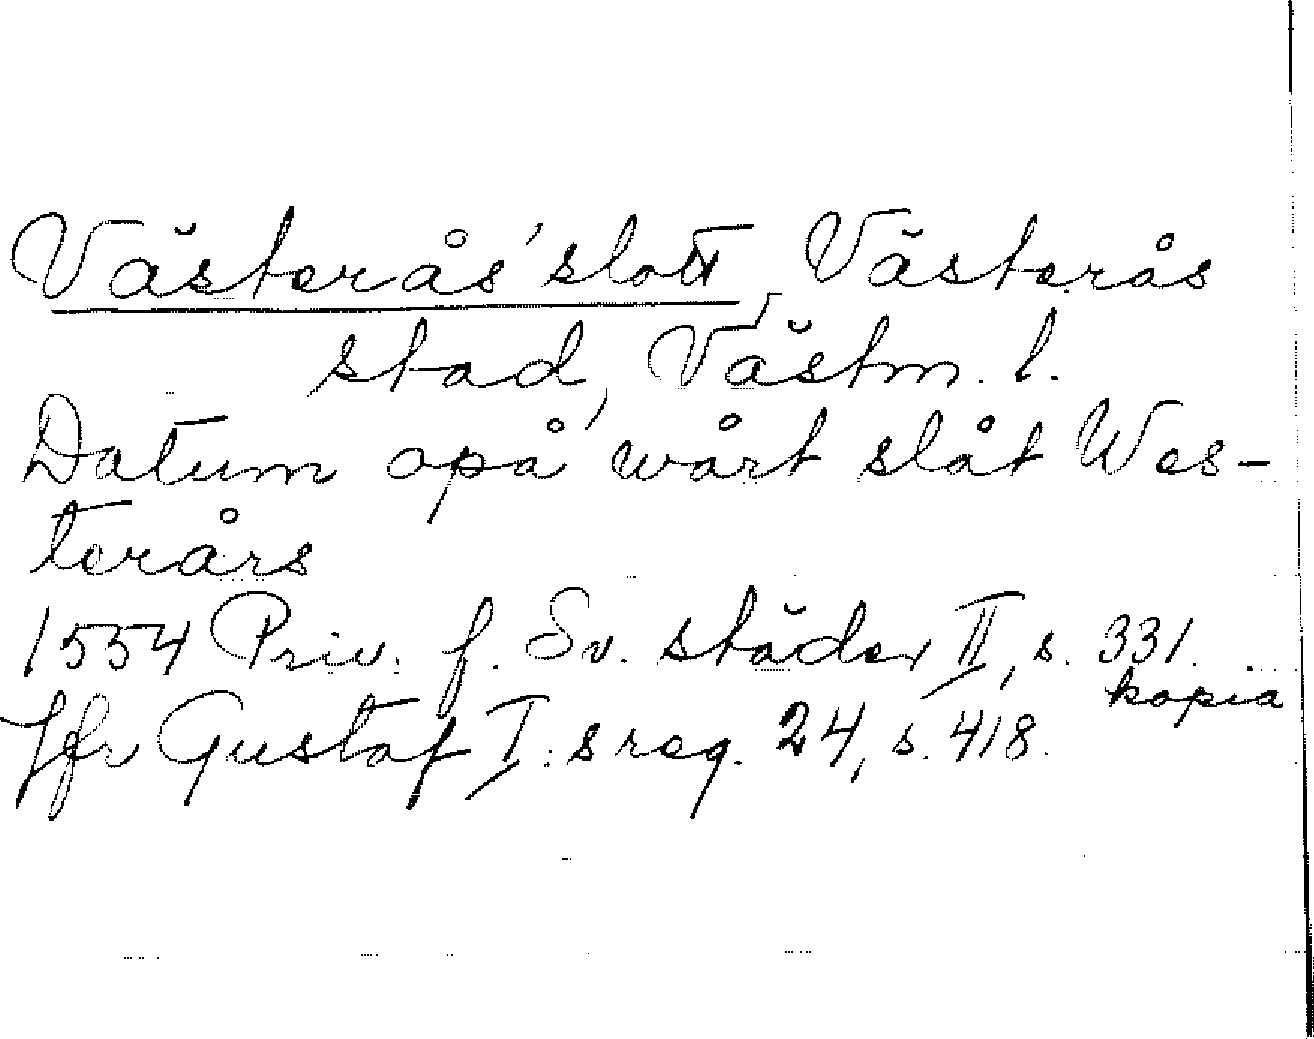 Västerås' slott, Västerås
stad, Västm. l.
Datum opå wårt slåt Wes-
terårs
1554 Priv. f. Sv. städer II, s. 331.
kopia
Jfr Gustaf I:s reg. 24, s. 418.